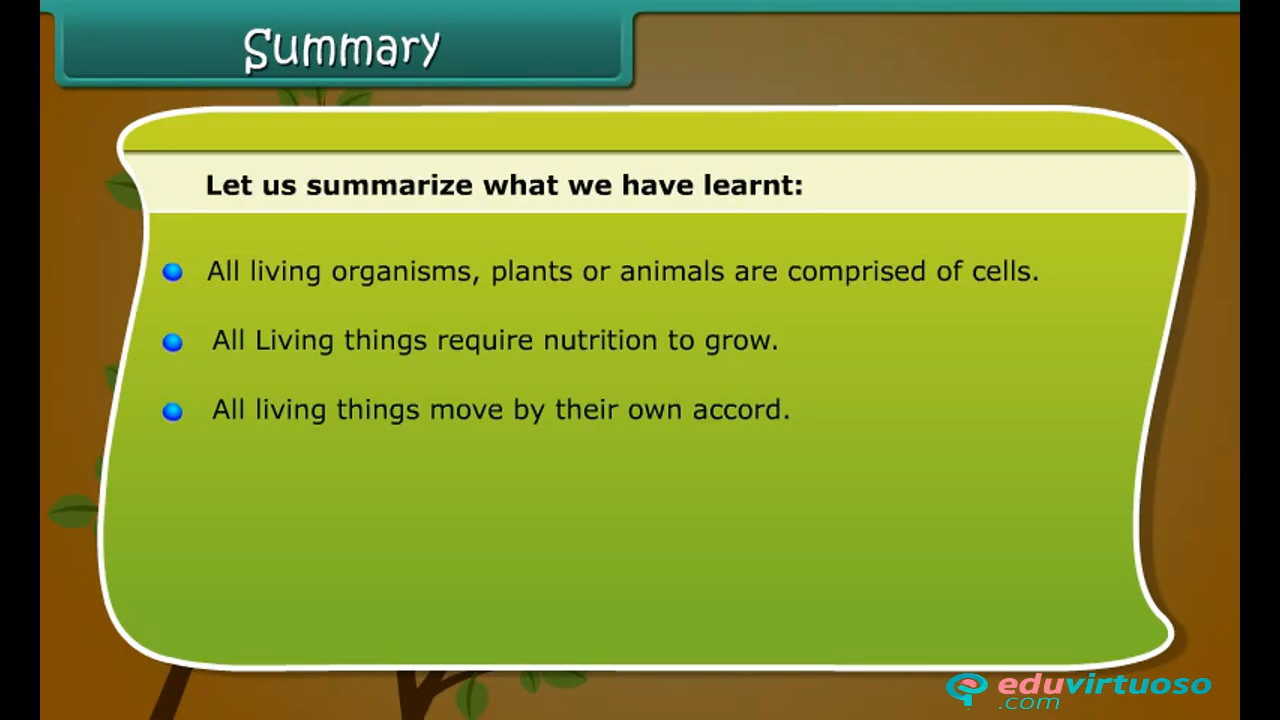 Summary
Let us summarize what we have learnt:
All living organisms, plants or animals are comprised of cells.
All Living things require nutrition to grow.
All living things move by their own accord.
eduvirtuoso
.com